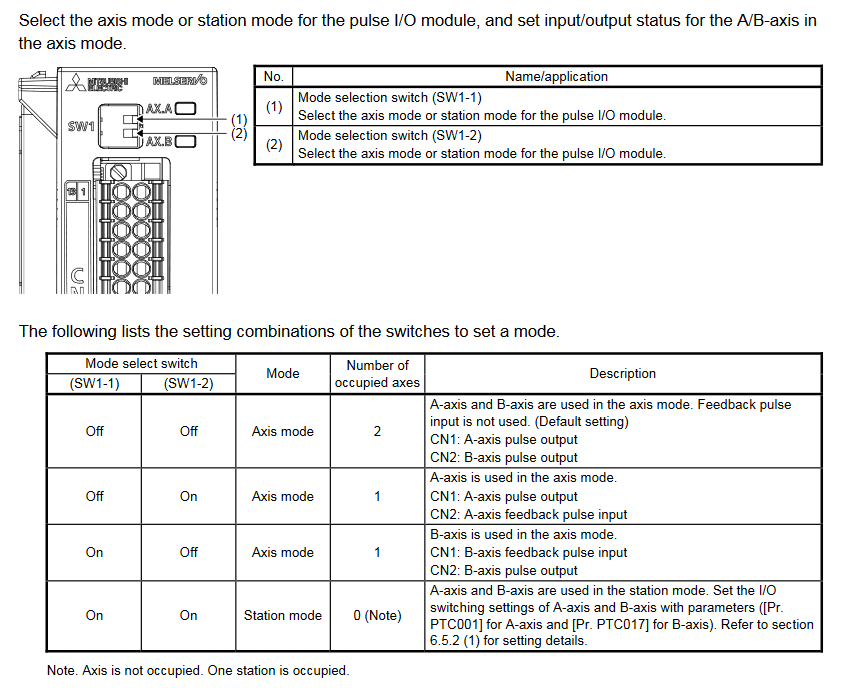 Select the axis mode or station mode for the pulse I/O module, and set input/output status for the A/B-axis in
the axis mode.
MITSUBISHI
ELECTRIC
MELSERVO
AX.A
SW1
AX.B
(1)
(2)
1
C
N
No.
Name/application
(1)
Mode selection switch (SW1-1)
Select the axis mode or station mode for the pulse I/O module.
(2)
Mode selection switch (SW1-2)
Select the axis mode or station mode for the pulse I/O module.
The following lists the setting combinations of the switches to set a mode.
Mode select switch
(SW1-1)
(SW1-2)
Mode
Number of
occupied axes
Description
Off
Off
Axis mode
2
A-axis and B-axis are used in the axis mode. Feedback pulse
input is not used. (Default setting)
CN1: A-axis pulse output
CN2: B-axis pulse output
Off
On
Axis mode
1
A-axis is used in the axis mode.
CN1: A-axis pulse output
CN2: A-axis feedback pulse input
On
Off
Axis mode
1
B-axis is used in the axis mode.
CN1: B-axis feedback pulse input
CN2: B-axis pulse output
On
On
Station mode
0 (Note)
A-axis and B-axis are used in the station mode. Set the I/O
switching settings of A-axis and B-axis with parameters ([Pr.
PTC001] for A-axis and [Pr. PTC017] for B-axis). Refer to section
6.5.2 (1) for setting details.
Note. Axis is not occupied. One station is occupied.